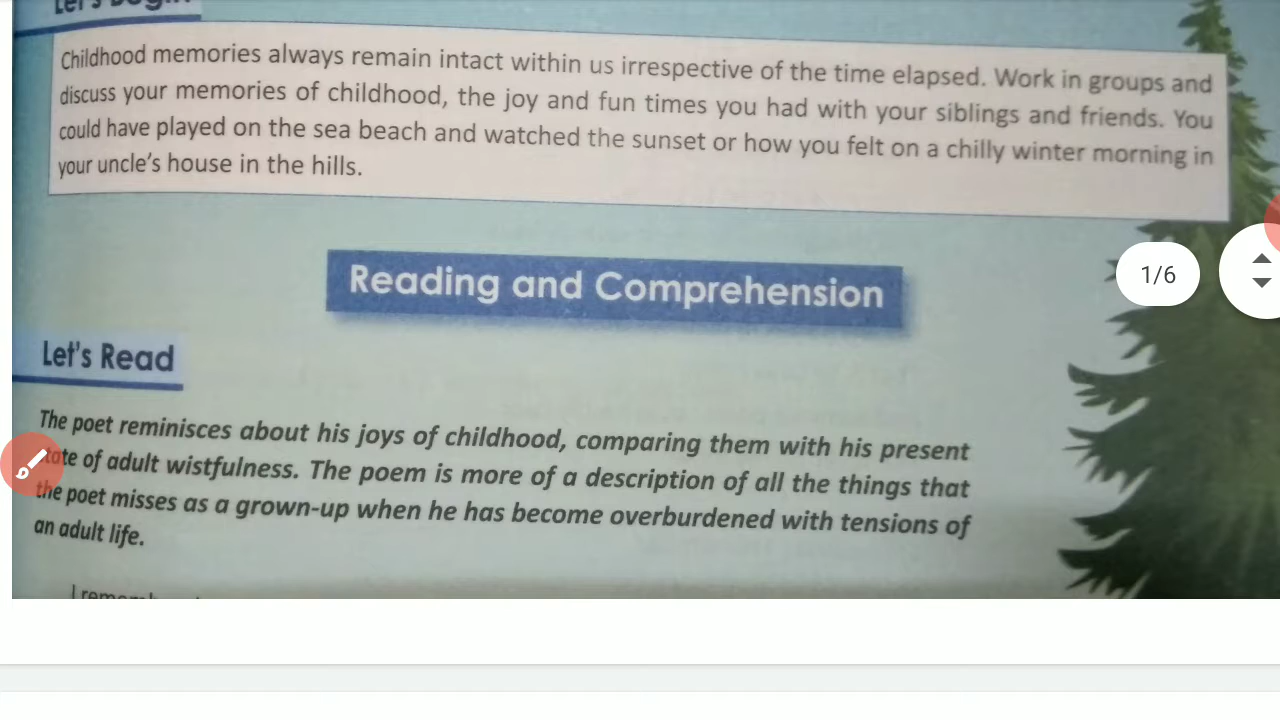 Let's Begin
Childhood memories always remain intact within us irrespective of the time elapsed. Work in groups and
discuss your memories of childhood, the joy and fun times you had with your siblings and friends. You
could have played on the sea beach and watched the sunset or how you felt on a chilly winter morning in
your uncle's house in the hills.
1/6
Reading and Comprehension
Let's Read
The poet reminisces about his joys of childhood, comparing them with his present
state of adult wistfulness. The poem is more of a description of all the things that
the poet misses as a grown-up when he has become overburdened with tensions of
an adult life.
I remember